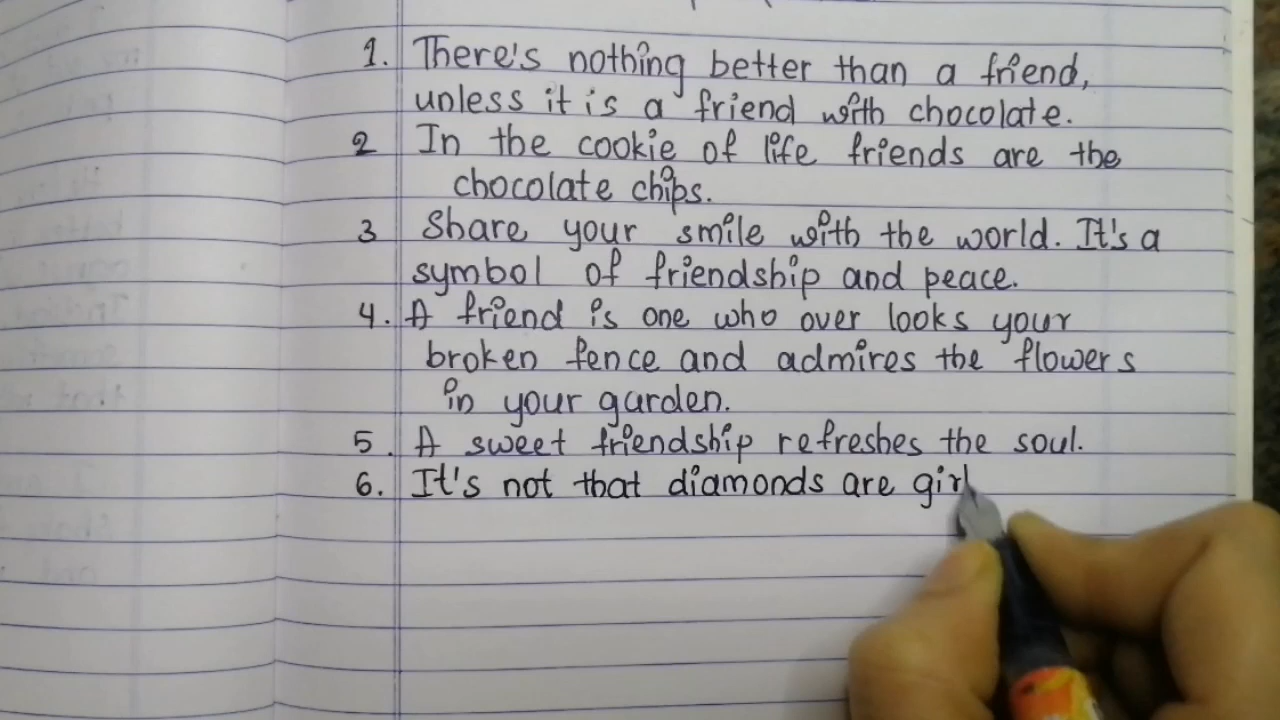 1. There's nothing better than a friend,
unless it is a friend with chocolate.
2 In the cookie of life friends are the
chocolate chips.
3 Share your smile with the world. It's a
symbol of friendship and peace.
4. A friend is one who over looks your
broken fence and admires the flowers
in your garden.
5. A sweet friendship refreshes the soul.
6. It's not that diamonds are girl